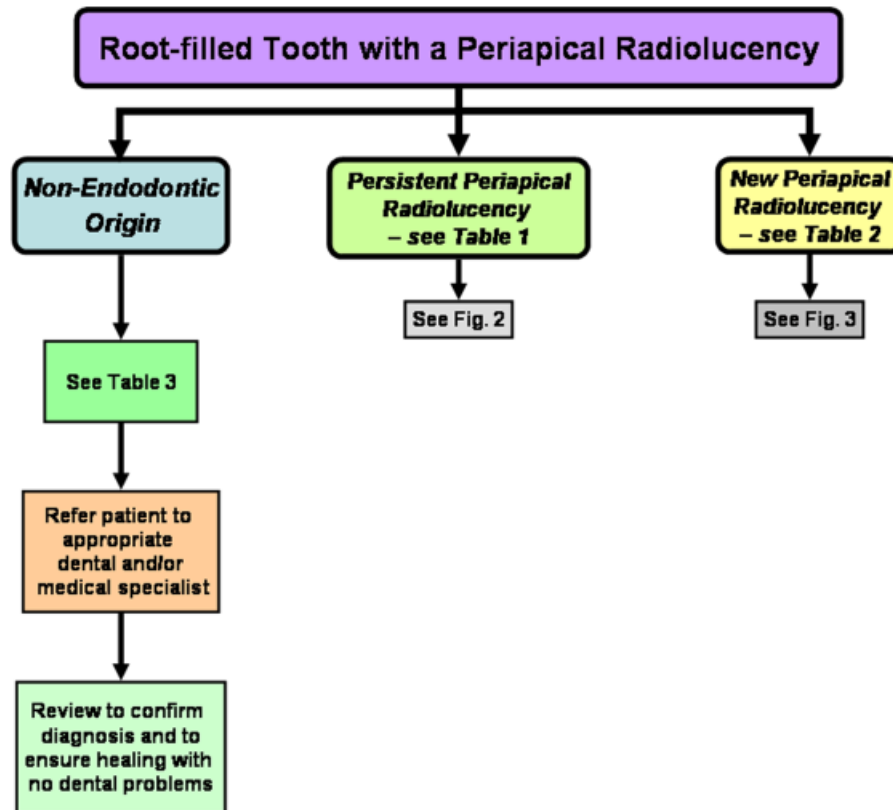 Root-filled Tooth with a Periapical Radiolucency
Non-Endodontic
Origin
Persistent Periapical
Radiolucency
– see Table 1
New Periapical
Radiolucency
– see Table 2
See Fig. 2
See Fig. 3
See Table 3
Refer patient to
appropriate
dental and/or
medical specialist
Review to confirm
diagnosis and to
ensure healing with
no dental problems